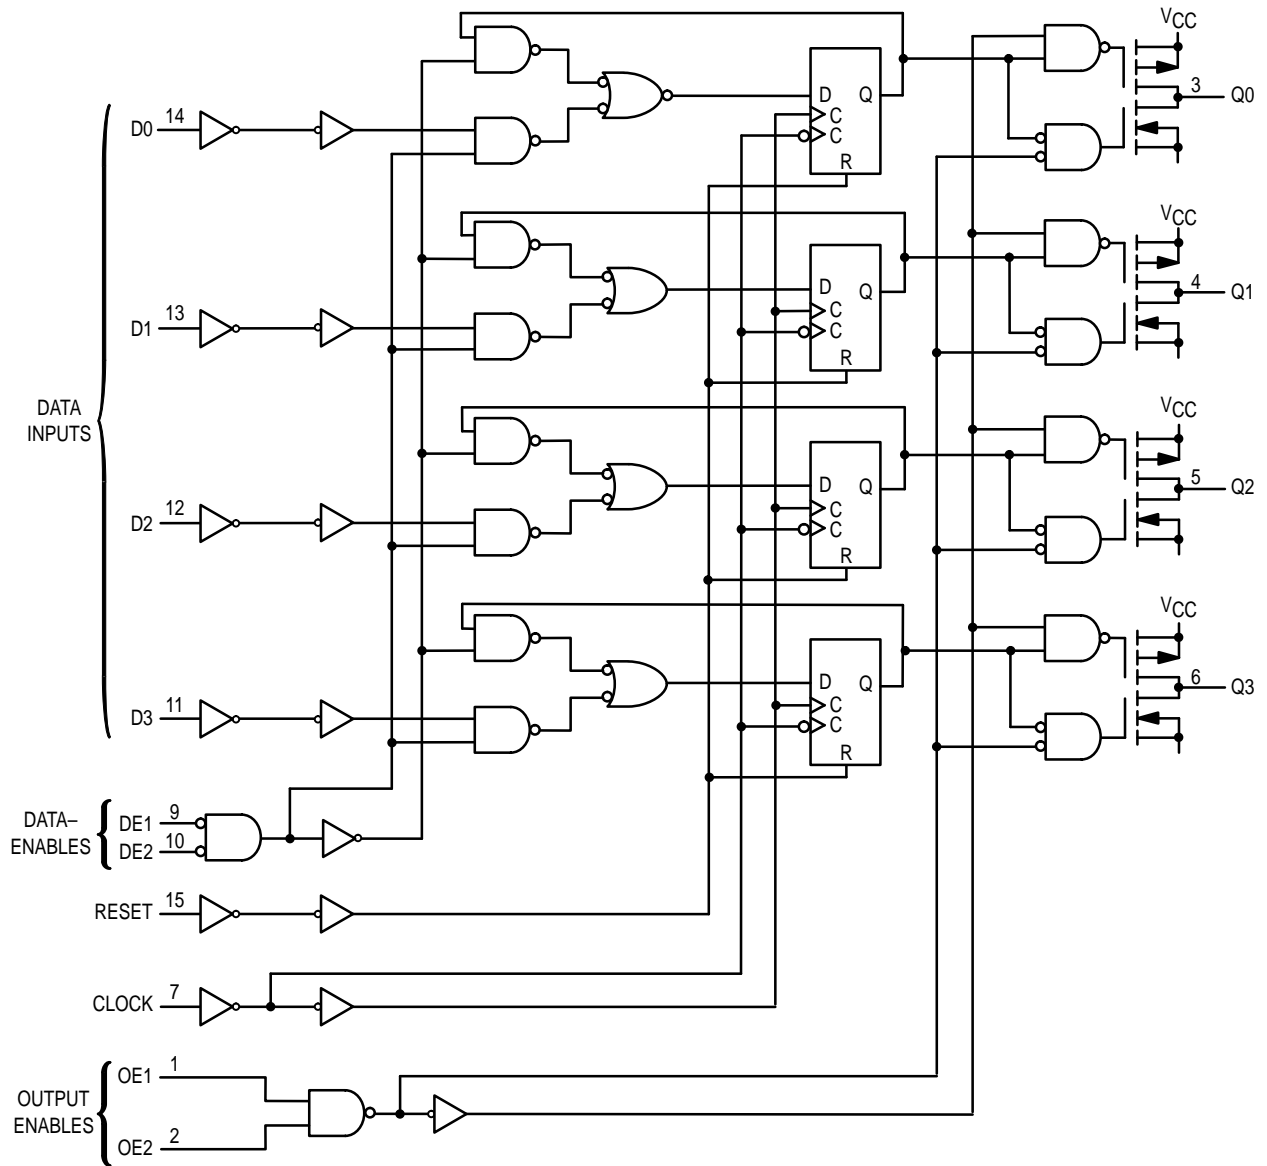 VCC
D Q
C
C
R
3 Q0
D0 14
VCC
D Q
C
C
R
4 Q1
D1 13
DATA
INPUTS
VCC
D Q
C
C
R
5 Q2
D2 12
VCC
D Q
C
C
R
6 Q3
D3 11
DATA–
ENABLES
DE1 9
DE2 10
RESET 15
CLOCK 7
OUTPUT
ENABLES
OE1 1
OE2 2